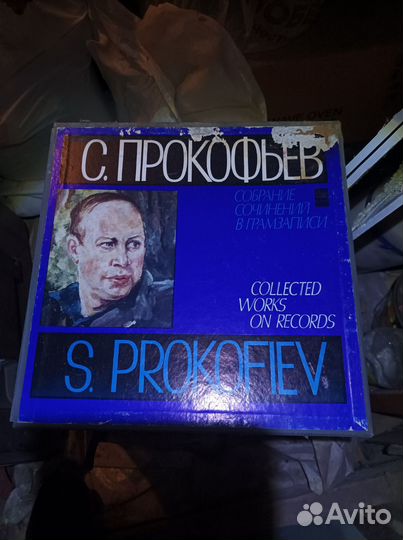 С. ПРОКОФЬЕВ
СОБРАНИЕ
СОЧИНЕНИЙ
В ГРАМЗАПИСИ
COLLECTED
WORKS
ON RECORDS
S. PROKOFIEV
Avito